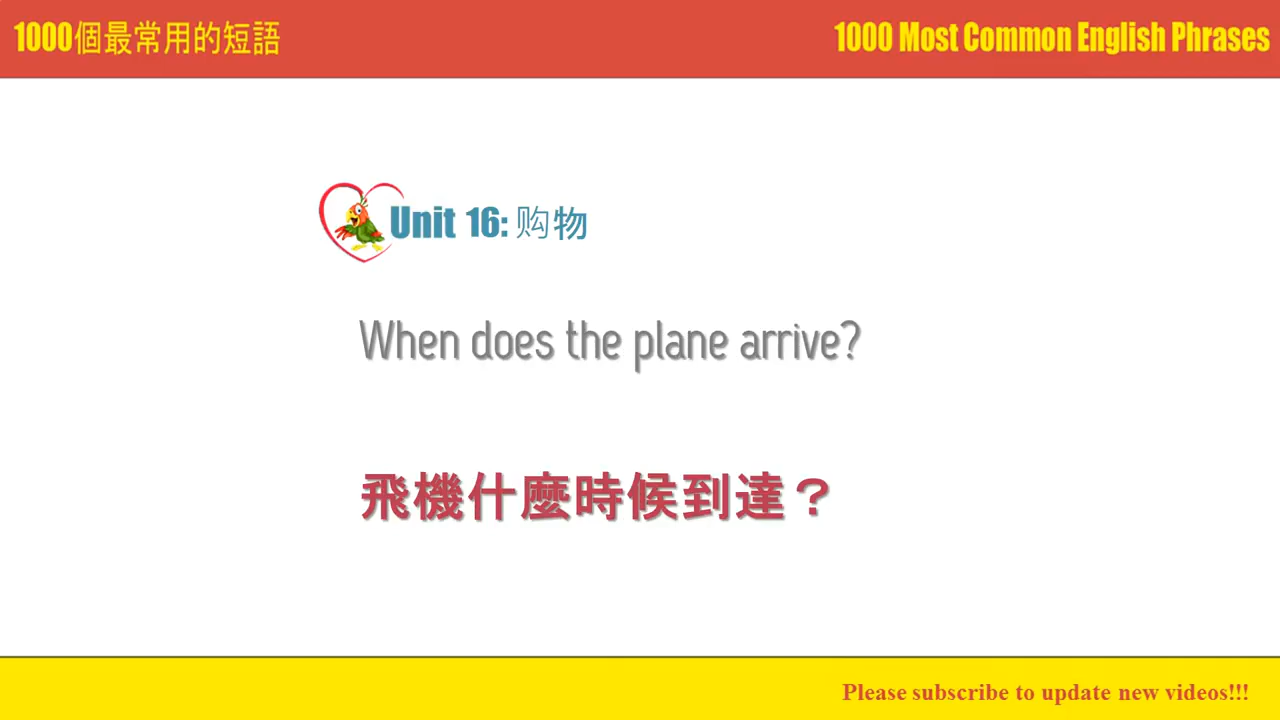 1000個最常用的短語
1000 Most Common English Phrases
Unit 16: 购物
When does the plane arrive?
飛機什麼時候到達？
Please subscribe to update new videos!!!